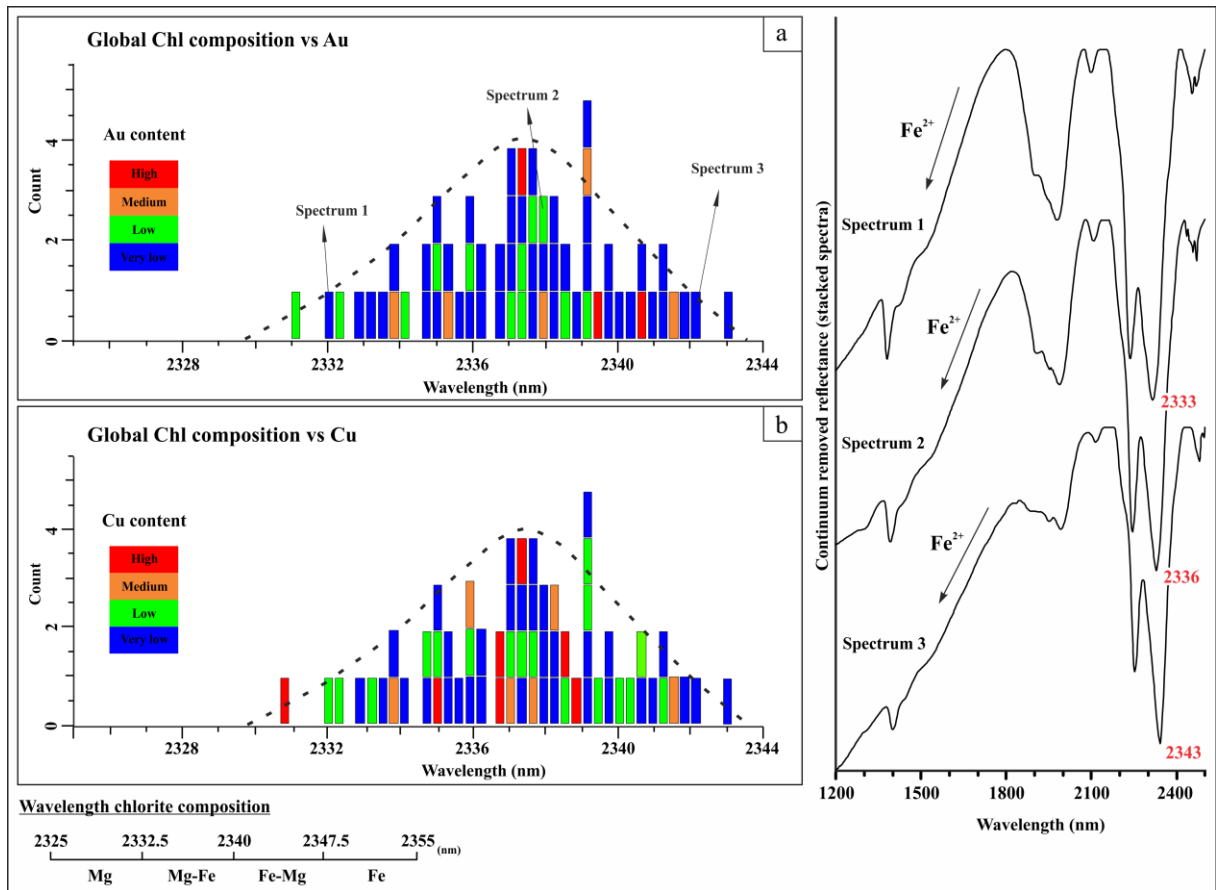 Global Chl composition vs Au
a
Au content
High
Medium
Low
Very low
Count
0
2
4
Spectrum 1
Spectrum 2
Spectrum 3
2328
2332
2336
2340
2344
Wavelength (nm)
Global Chl composition vs Cu
b
Cu content
High
Medium
Low
Very low
Count
0
2
4
2328
2332
2336
2340
2344
Wavelength (nm)
Wavelength chlorite composition
2325 2332.5 2340 2347.5 2355 (nm)
Mg Mg-Fe Fe-Mg Fe
Continuum removed reflectance (stacked spectra)
Fe2+
Spectrum 1
2333
Fe2+
Spectrum 2
2336
Fe2+
Spectrum 3
2343
1200 1500 1800 2100 2400
Wavelength (nm)